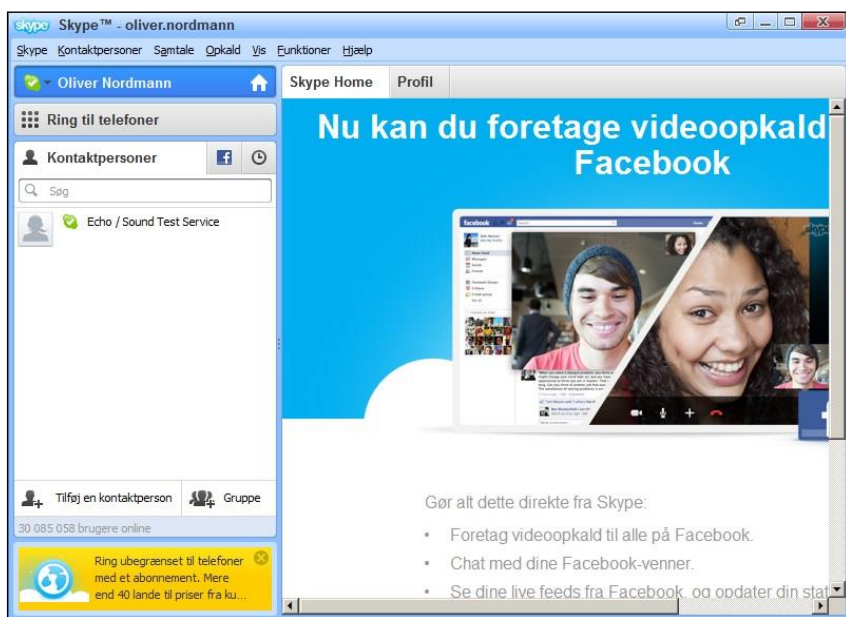 skype Skype™ - oliver.nordmann
Skype Kontaktpersoner Samtale Opkald Vis Funktioner Hjælp
Oliver Nordmann
Ring til telefoner
Kontaktpersoner
Søg
Echo / Sound Test Service
Tilføj en kontaktperson Gruppe
30 085 058 brugere online
Ring ubegrænset til telefoner
med et abonnement. Mere
end 40 lande til priser fra ku...
Skype Home Profil
Nu kan du foretage videoopkald
Facebook
facebook
skype
Gør alt dette direkte fra Skype:
• Foretag videoopkald til alle på Facebook.
• Chat med dine Facebook-venner.
• Se dine live feeds fra Facebook, og opdater din stat